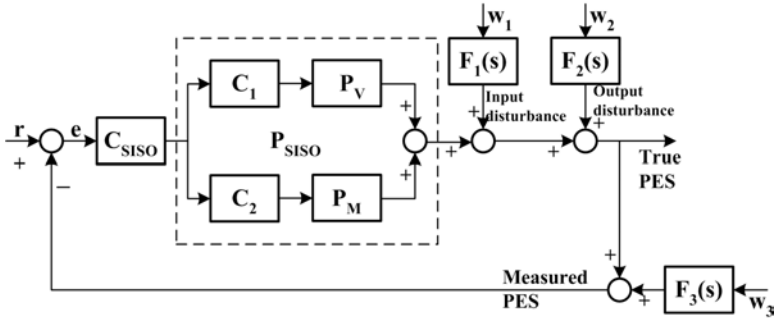 w1
w2
F1(s)
F2(s)
C1
PV
Input
disturbance
Output
disturbance
+
+
+
r
e
CSISO
PSISO
+
+
+
+
−
True
PES
C2
PM
+
Measured
PES
+
+
F3(s)
w3